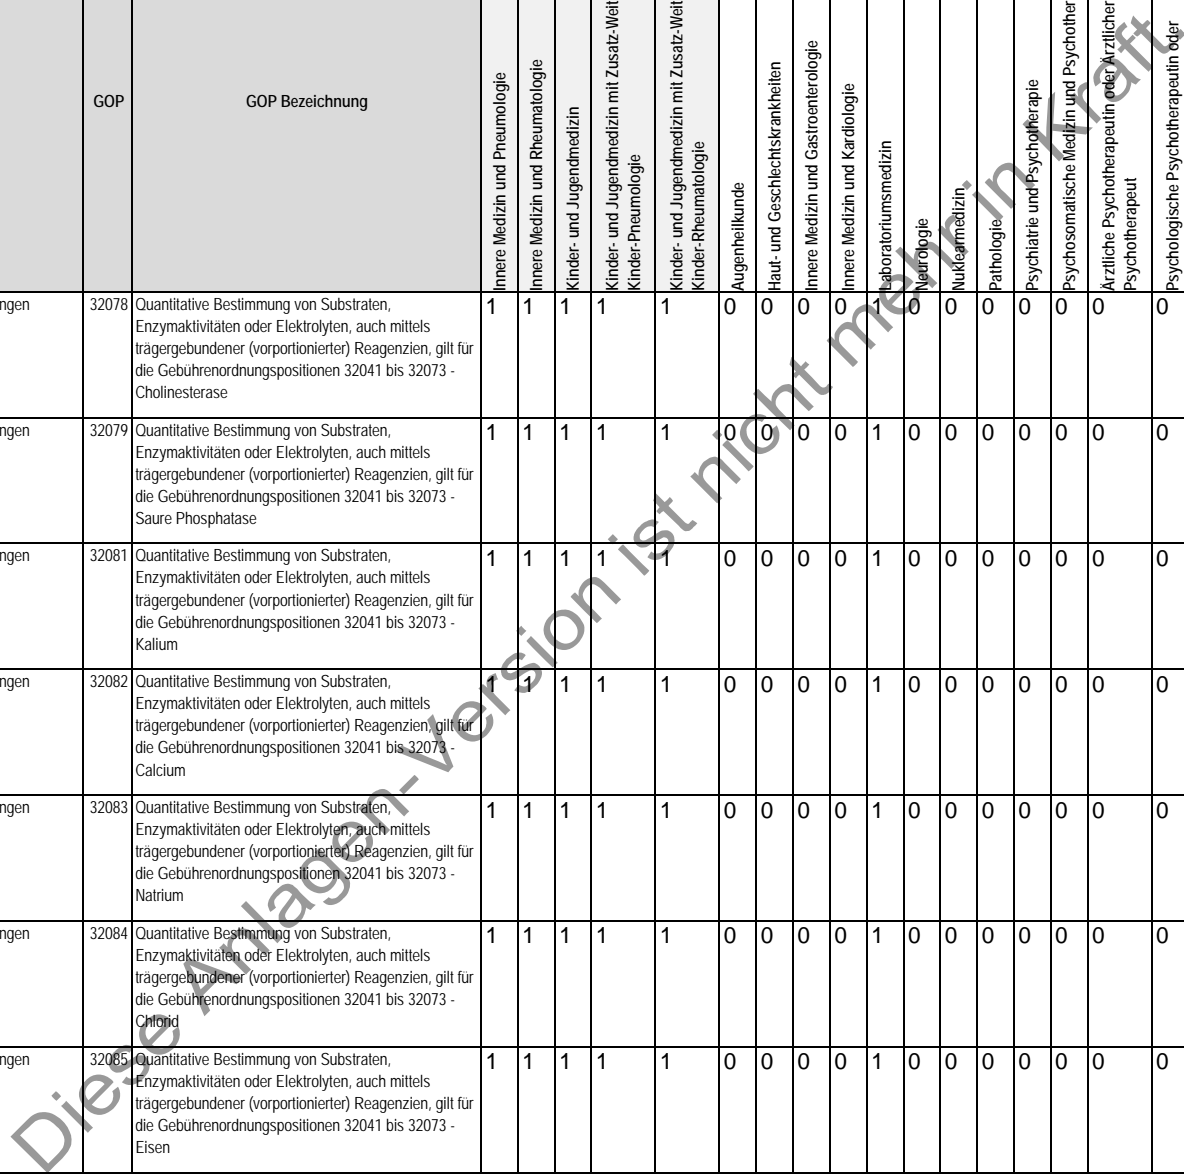 GOP
GOP Bezeichnung
Innere Medizin und Pneumologie
Innere Medizin und Rheumatologie
Kinder- und Jugendmedizin
Kinder- und Jugendmedizin mit Zusatz-Weit
Kinder-Pneumologie
Kinder- und Jugendmedizin mit Zusatz-Weit
Kinder-Rheumatologie
Augenheilkunde
Haut- und Geschlechtskrankheiten
Innere Medizin und Gastroenterologie
Innere Medizin und Kardiologie
Laboratoriumsmedizin
Neurologie
Nuklearmedizin
Pathologie
Psychiatrie und Psychotherapie
Psychosomatische Medizin und Psychother
Ärztliche Psychotherapeutin oder Ärztlicher
Psychotherapeut
Psychologische Psychotherapeutin oder
ngen 32078 Quantitative Bestimmung von Substraten, 1 1 1 1 1 0 0 0 0 1 0 0 0 0 0 0 0
Enzymaktivitäten oder Elektrolyten, auch mittels
trägergebundener (vorportionierter) Reagenzien, gilt für
die Gebührenordnungspositionen 32041 bis 32073 -
Cholinesterase
ngen 32079 Quantitative Bestimmung von Substraten, 1 1 1 1 1 0 0 0 0 1 0 0 0 0 0 0 0
Enzymaktivitäten oder Elektrolyten, auch mittels
trägergebundener (vorportionierter) Reagenzien, gilt für
die Gebührenordnungspositionen 32041 bis 32073 -
Saure Phosphatase
ngen 32081 Quantitative Bestimmung von Substraten, 1 1 1 1 1 0 0 0 0 1 0 0 0 0 0 0 0
Enzymaktivitäten oder Elektrolyten, auch mittels
trägergebundener (vorportionierter) Reagenzien, gilt für
die Gebührenordnungspositionen 32041 bis 32073 -
Kalium
ngen 32082 Quantitative Bestimmung von Substraten, 1 1 1 1 1 0 0 0 0 1 0 0 0 0 0 0 0
Enzymaktivitäten oder Elektrolyten, auch mittels
trägergebundener (vorportionierter) Reagenzien, gilt für
die Gebührenordnungspositionen 32041 bis 32073 -
Calcium
ngen 32083 Quantitative Bestimmung von Substraten, 1 1 1 1 1 0 0 0 0 1 0 0 0 0 0 0 0
Enzymaktivitäten oder Elektrolyten, auch mittels
trägergebundener (vorportionierter) Reagenzien, gilt für
die Gebührenordnungspositionen 32041 bis 32073 -
Natrium
ngen 32084 Quantitative Bestimmung von Substraten, 1 1 1 1 1 0 0 0 0 1 0 0 0 0 0 0 0
Enzymaktivitäten oder Elektrolyten, auch mittels
trägergebundener (vorportionierter) Reagenzien, gilt für
die Gebührenordnungspositionen 32041 bis 32073 -
Chlorid
ngen 32085 Quantitative Bestimmung von Substraten, 1 1 1 1 1 0 0 0 0 1 0 0 0 0 0 0 0
Enzymaktivitäten oder Elektrolyten, auch mittels
trägergebundener (vorportionierter) Reagenzien, gilt für
die Gebührenordnungspositionen 32041 bis 32073 -
Eisen
Diese Anlagen-Version ist nicht mehr in Kraft.